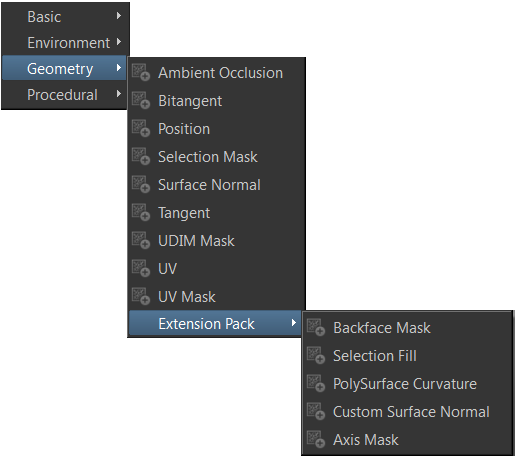 Basic
Environment
Geometry
Procedural
Ambient Occlusion
Bitangent
Position
Selection Mask
Surface Normal
Tangent
UDIM Mask
UV
UV Mask
Extension Pack
Backface Mask
Selection Fill
PolySurface Curvature
Custom Surface Normal
Axis Mask